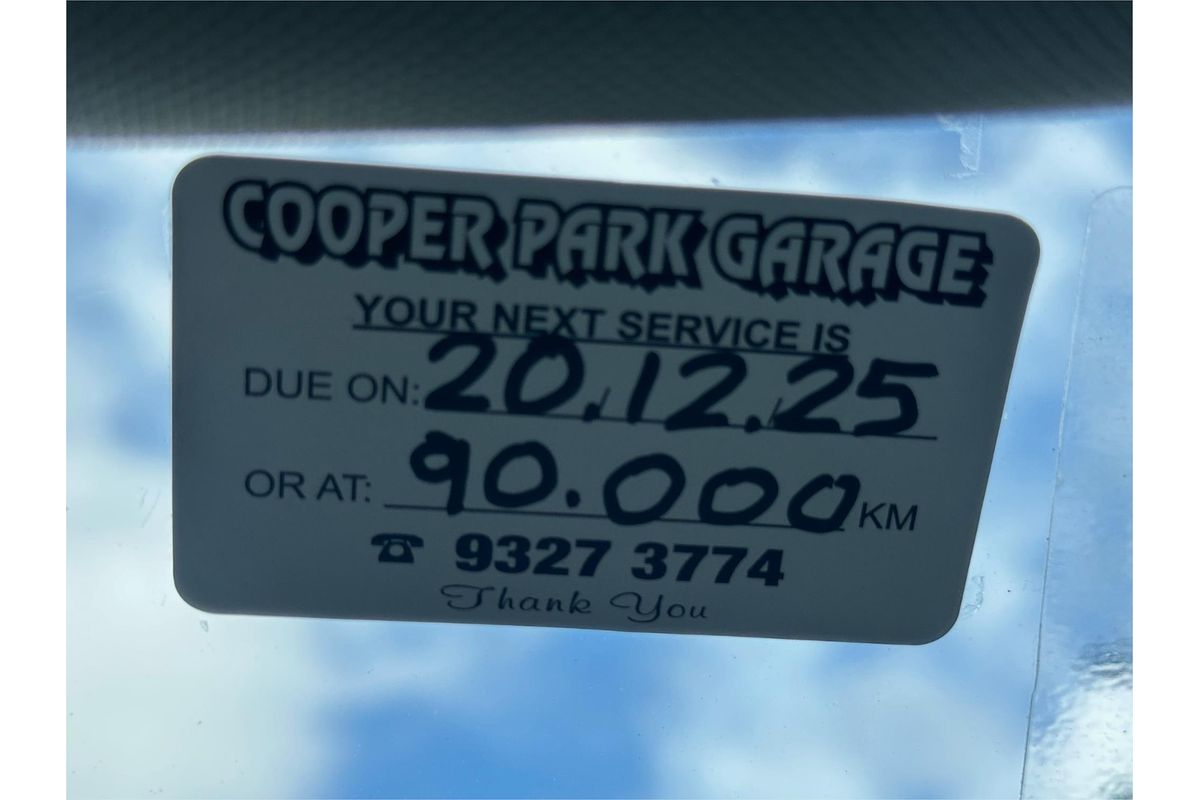 COOPER PARK GARAGE
YOUR NEXT SERVICE IS
DUE ON: 20.12.25
OR AT: 90.000 KM
☎ 9327 3774
Thank You